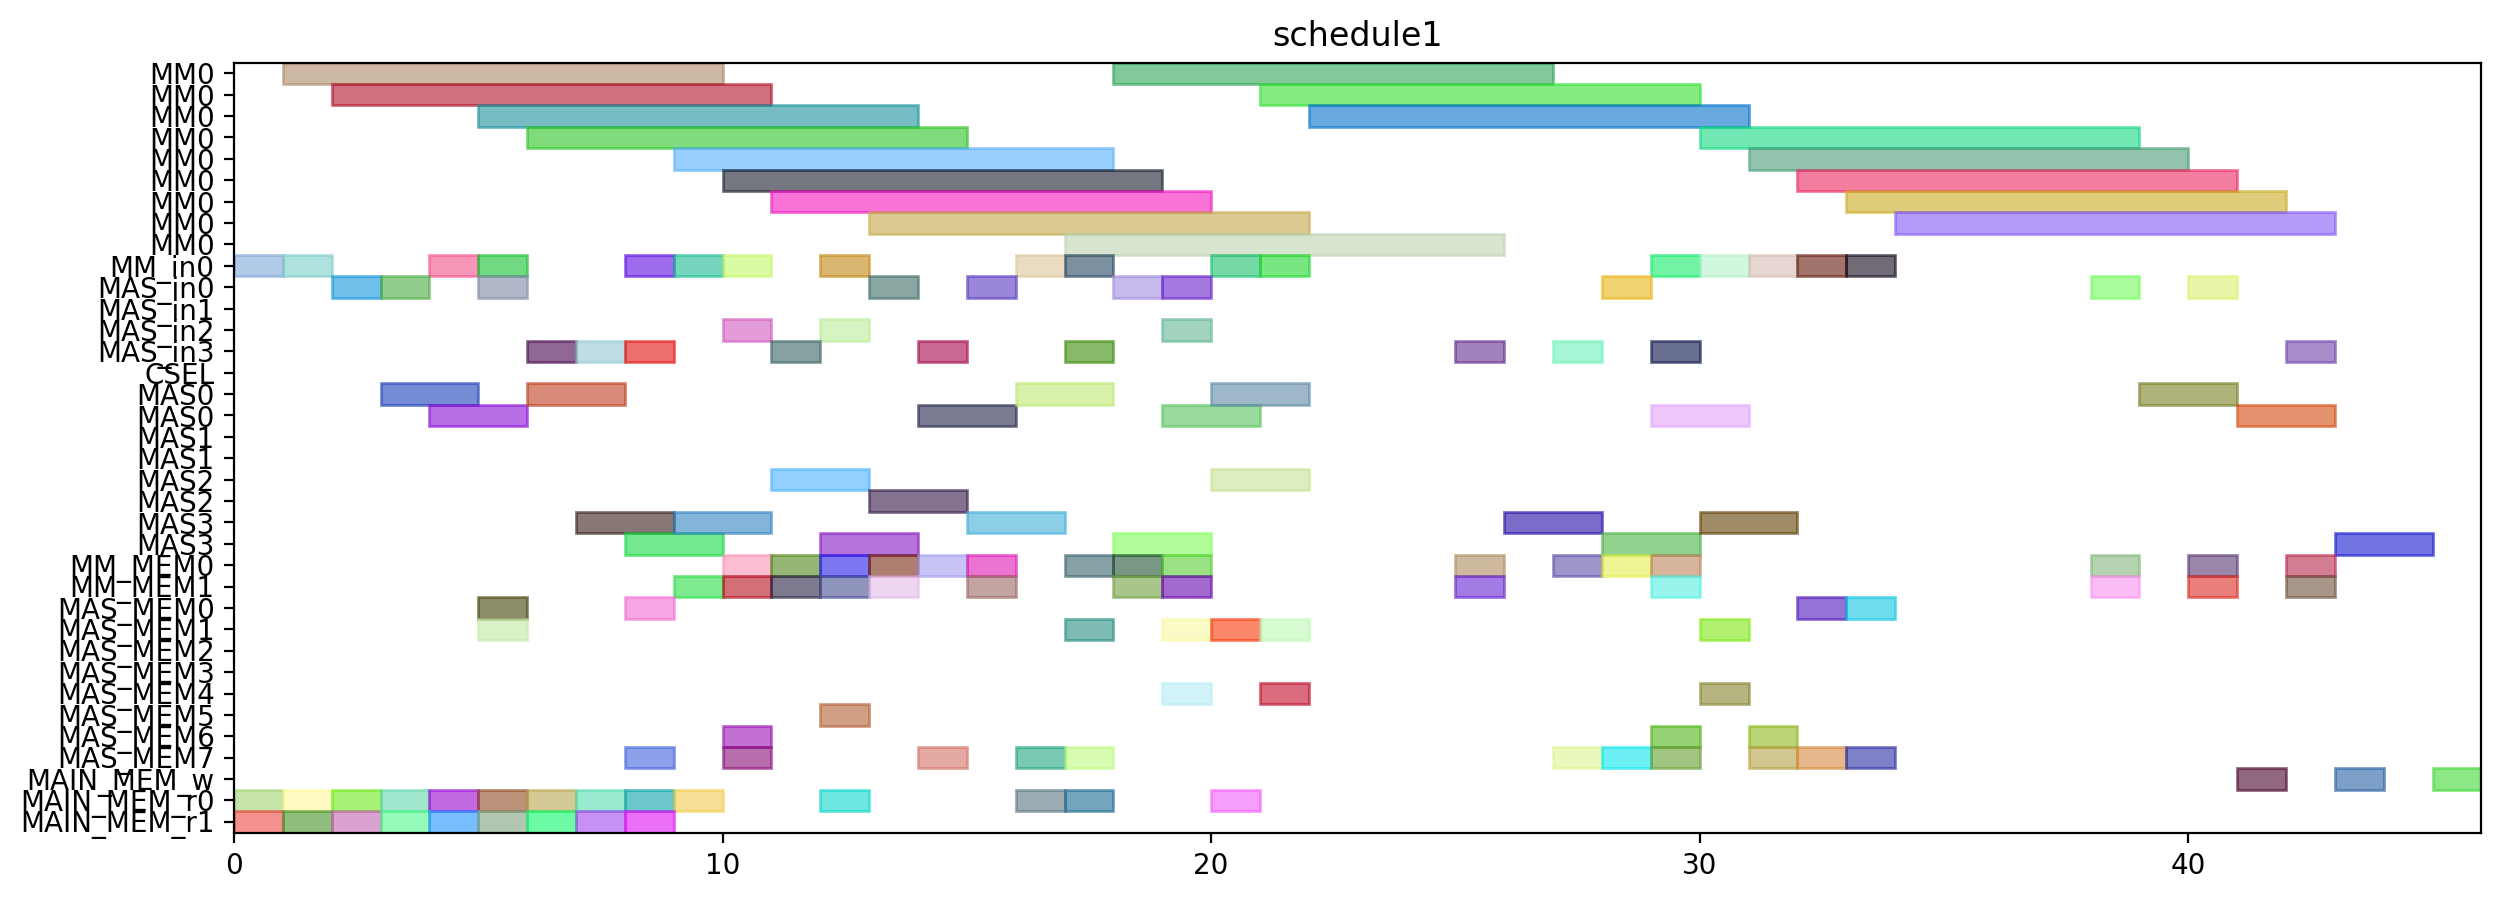 schedule1
MM0
MM0
MM0
MM0
MM0
MM0
MM0
MM0
MM0
MM_in0
MAS_in0
MAS_in1
MAS_in2
MAS_in3
CSEL
MAS0
MAS0
MAS1
MAS1
MAS2
MAS2
MAS3
MAS3
MM_MEM0
MM_MEM1
MAS_MEM0
MAS_MEM1
MAS_MEM2
MAS_MEM3
MAS_MEM4
MAS_MEM5
MAS_MEM6
MAS_MEM7
MAIN_MEM_w
MAIN_MEM_r0
MAIN_MEM_r1
0 10 20 30 40